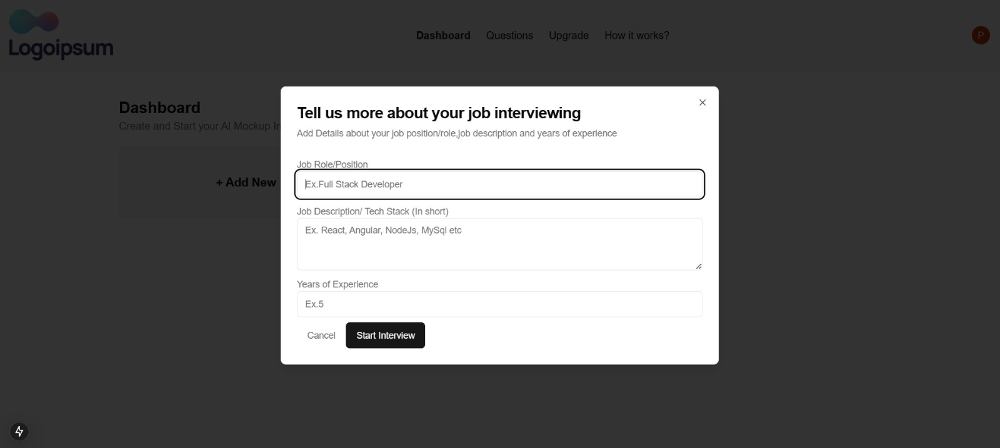 Logoipsum
Dashboard
Questions
Upgrade
How it works?
P
Dashboard
Create and Start your AI Mockup In
+ Add New
Tell us more about your job interviewing
Add Details about your job position/role,job description and years of experience
Job Role/Position
Ex.Full Stack Developer
Job Description/ Tech Stack (In short)
Ex. React, Angular, NodeJs, MySql etc
Years of Experience
Ex.5
Cancel
Start Interview